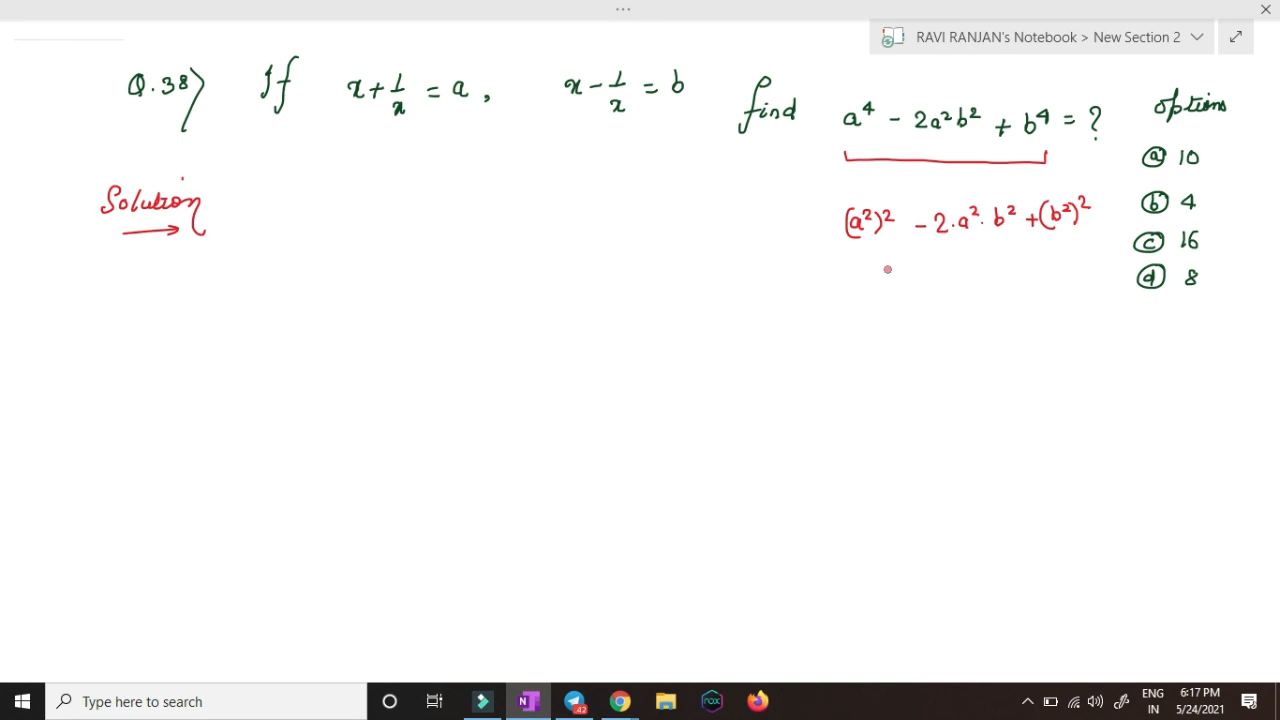 ...
RAVI RANJAN's Notebook > New Section 2
Q.38) If x + 1/x = a, x - 1/x = b find a⁴ - 2a²b² + b⁴ = ? options
(a) 10
Solution (a²)² - 2·a²·b² + (b²)² (b) 4
(c) 16
(d) 8
Type here to search
42
nox
ENG
IN
6:17 PM
5/24/2021